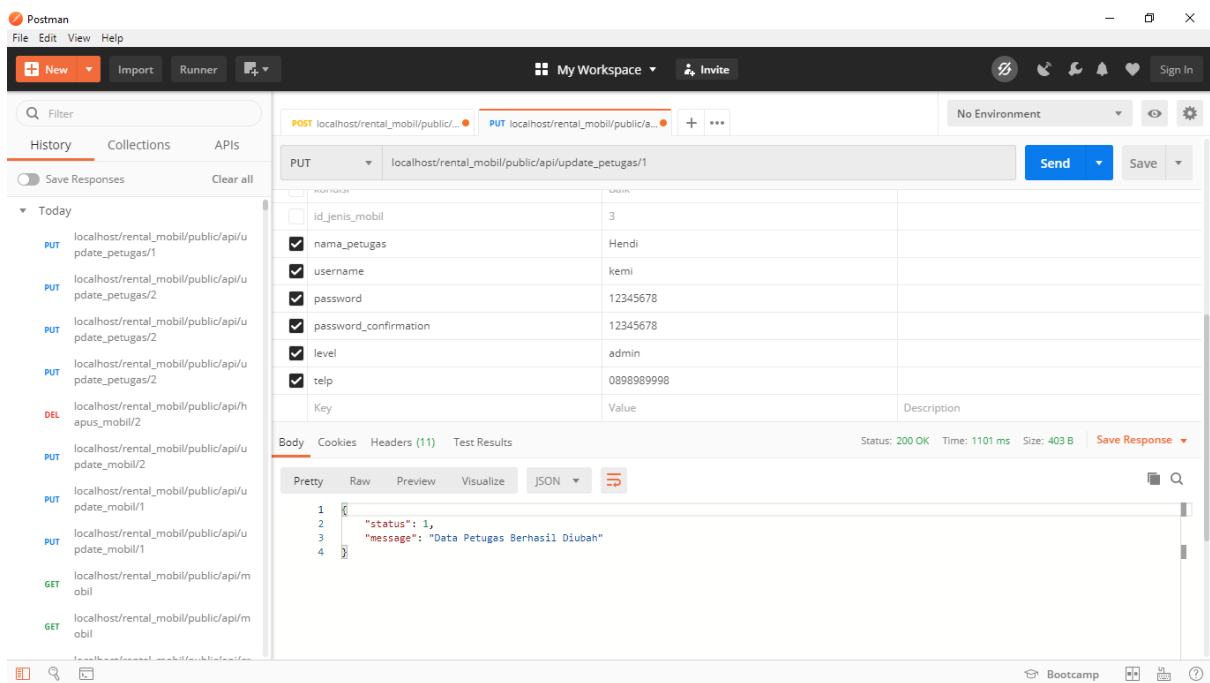 Postman
File Edit View Help
New Import Runner My Workspace Invite Sign In
Filter
History Collections APIs
Save Responses Clear all
Today
PUT localhost/rental_mobil/public/api/u
pdate_petugas/1
PUT localhost/rental_mobil/public/api/u
pdate_petugas/2
PUT localhost/rental_mobil/public/api/u
pdate_petugas/2
PUT localhost/rental_mobil/public/api/u
pdate_petugas/2
DEL localhost/rental_mobil/public/api/h
apus_mobil/2
PUT localhost/rental_mobil/public/api/u
pdate_mobil/2
PUT localhost/rental_mobil/public/api/u
pdate_mobil/1
PUT localhost/rental_mobil/public/api/u
pdate_mobil/1
GET localhost/rental_mobil/public/api/m
obil
GET localhost/rental_mobil/public/api/m
obil
POST localhost/rental_mobil/public/... PUT localhost/rental_mobil/public/a... No Environment
PUT localhost/rental_mobil/public/api/update_petugas/1 Send Save
id_jenis_mobil 3
nama_petugas Hendi
username kemi
password 12345678
password_confirmation 12345678
level admin
telp 0898989998
Key Value Description
Body Cookies Headers (11) Test Results Status: 200 OK Time: 1101 ms Size: 403 B Save Response
Pretty Raw Preview Visualize JSON
1 {
2 "status": 1,
3 "message": "Data Petugas Berhasil Diubah"
4 }
Bootcamp